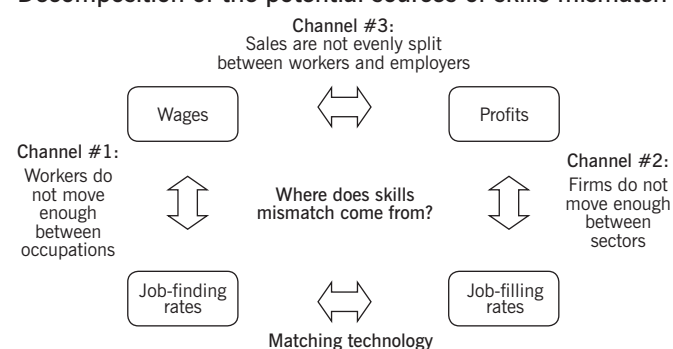 Decomposition of the potential sources of skills mismatch
Channel #3:
Sales are not evenly split
between workers and employers
Wages
Profits
Channel #1:
Workers do
not move
enough
between
occupations
Where does skills
mismatch come from?
Channel #2:
Firms do not
move enough
between
sectors
Job-finding
rates
Job-filling
rates
Matching technology